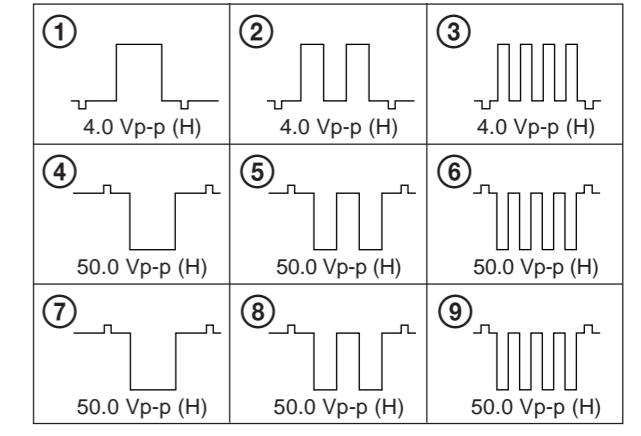 ① ② ③
4.0 Vp-p (H) 4.0 Vp-p (H) 4.0 Vp-p (H)
④ ⑤ ⑥
50.0 Vp-p (H) 50.0 Vp-p (H) 50.0 Vp-p (H)
⑦ ⑧ ⑨
50.0 Vp-p (H) 50.0 Vp-p (H) 50.0 Vp-p (H)